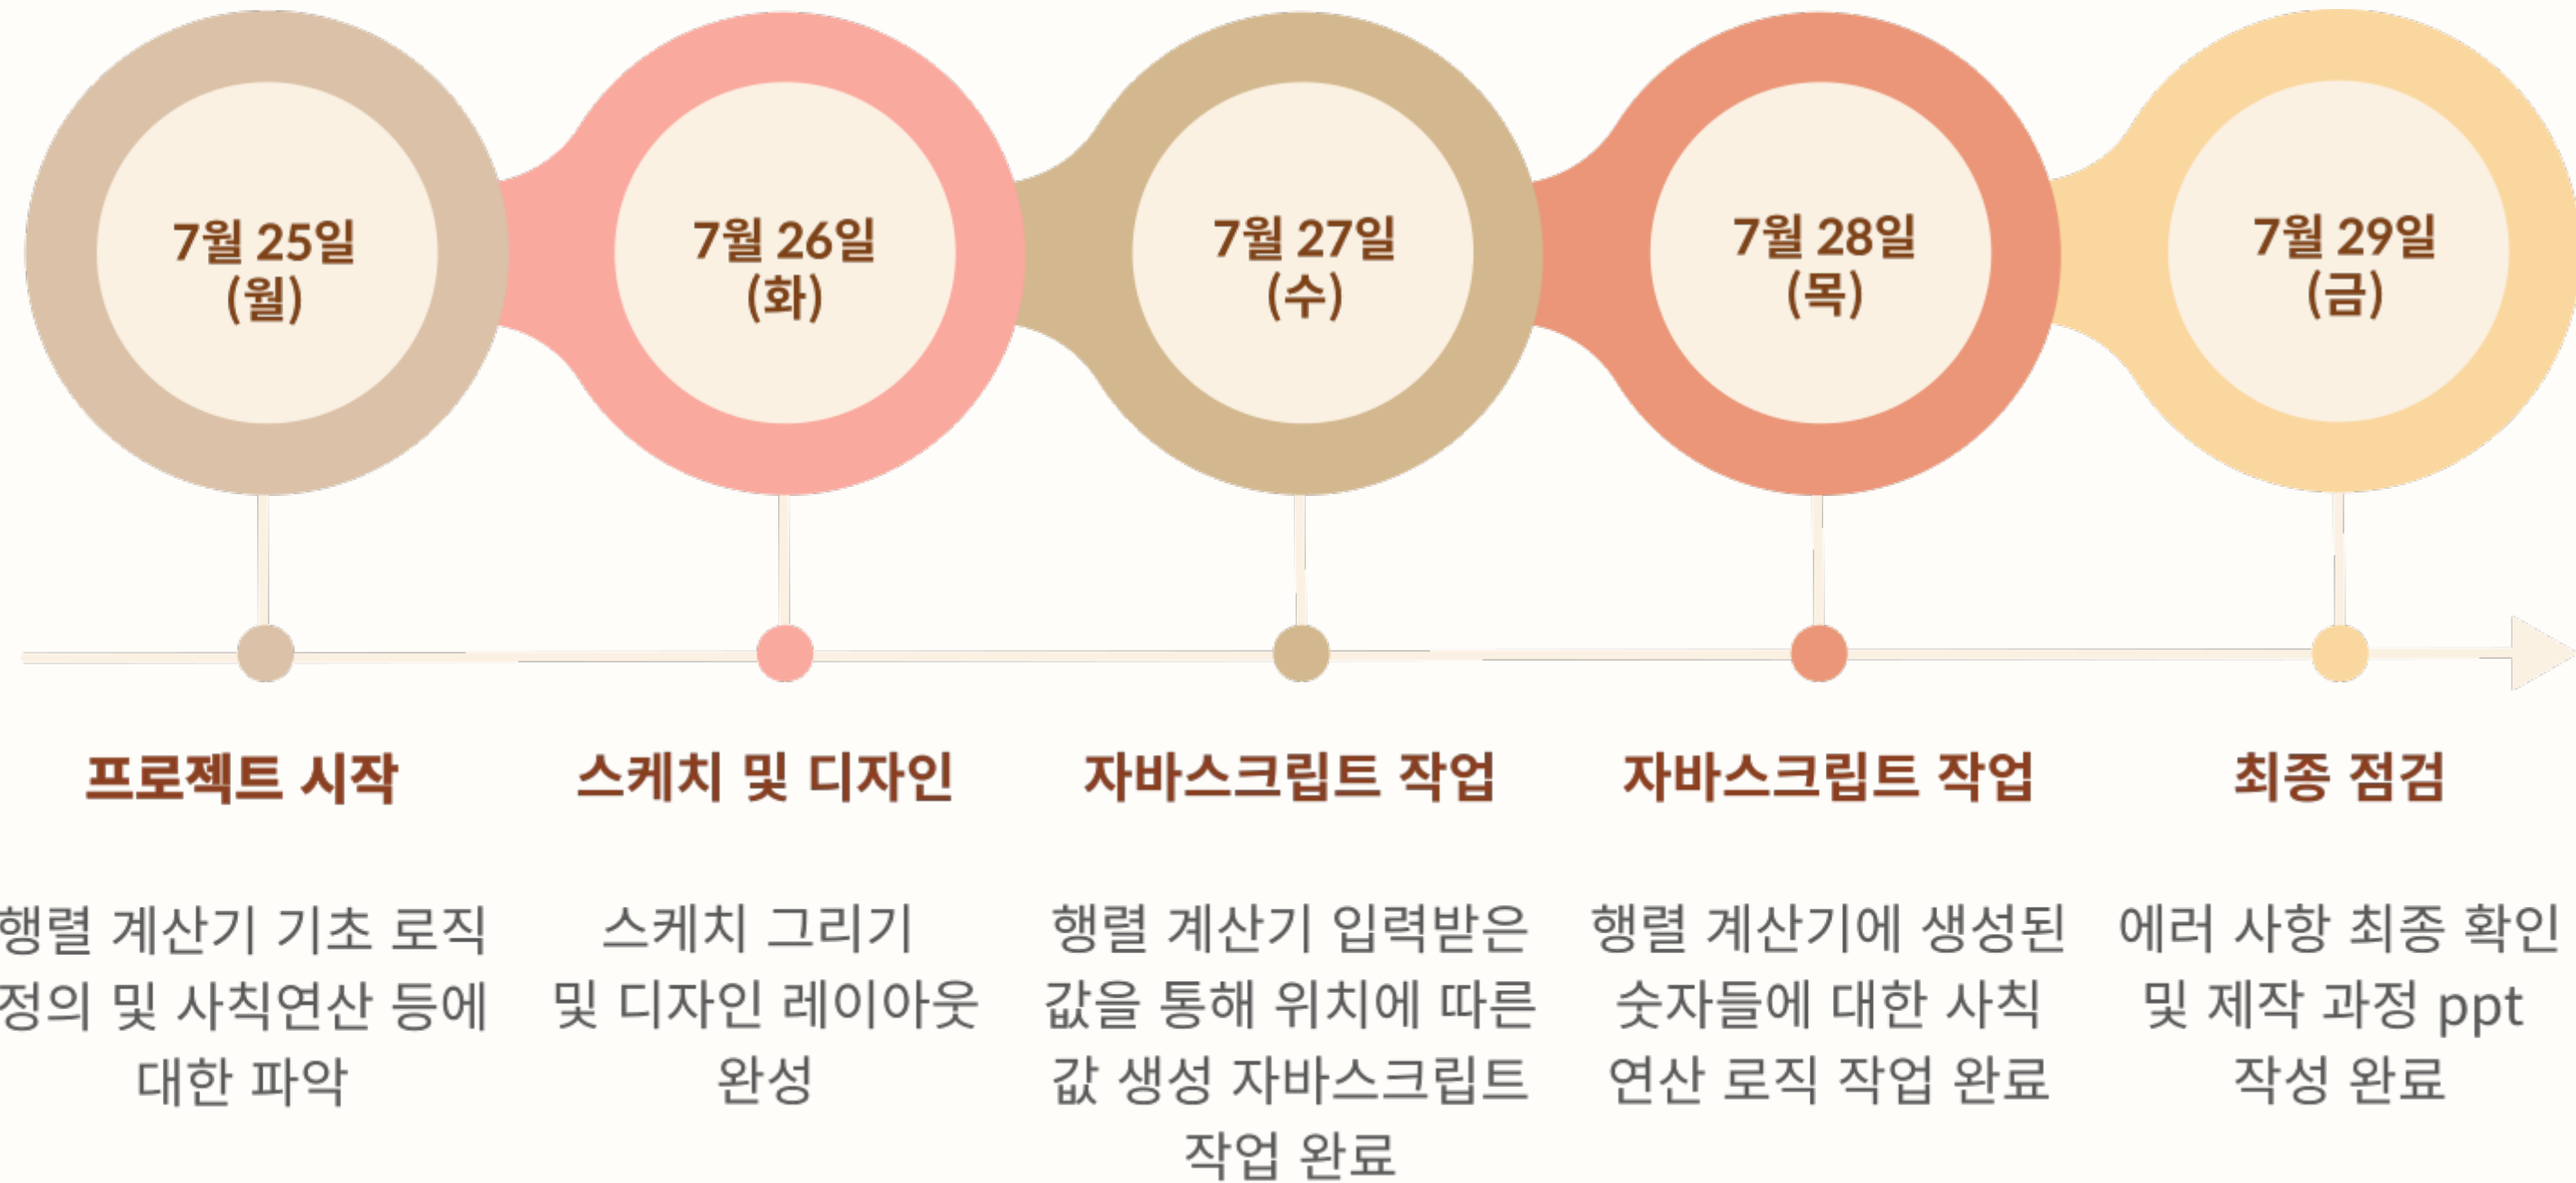 7월 25일
(월)
7월 26일
(화)
7월 27일
(수)
7월 28일
(목)
7월 29일
(금)
프로젝트 시작
스케치 및 디자인
자바스크립트 작업
자바스크립트 작업
최종 점검
행렬 계산기 기초 로직
정의 및 사칙연산 등에
대한 파악
스케치 그리기
및 디자인 레이아웃
완성
행렬 계산기 입력받은
값을 통해 위치에 따른
값 생성 자바스크립트
작업 완료
행렬 계산기에 생성된
숫자들에 대한 사칙
연산 로직 작업 완료
에러 사항 최종 확인
및 제작 과정 ppt
작성 완료